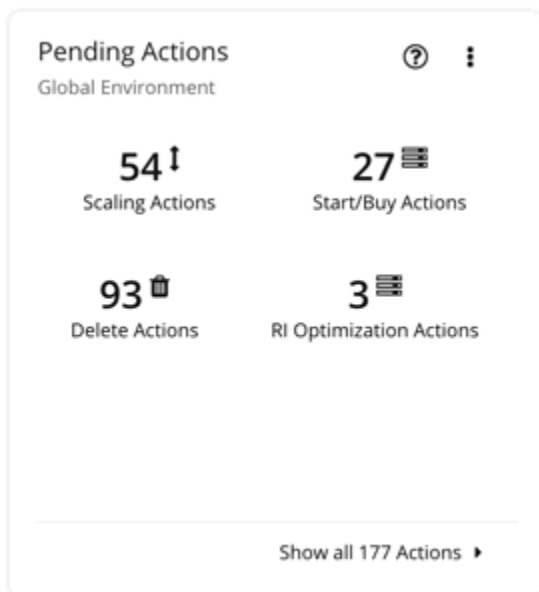 Pending Actions
Global Environment
54
27
Scaling Actions
Start/Buy Actions
93
3
Delete Actions
RI Optimization Actions
Show all 177 Actions